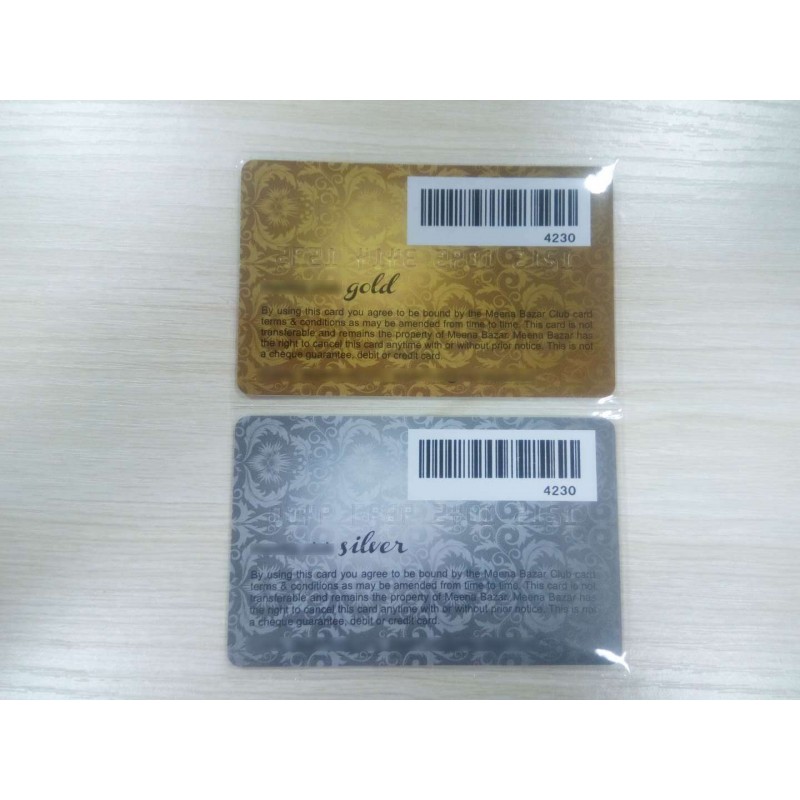 4230
gold
By using this card you agree to be bound by the Meena Bazar Club card
terms & conditions as may be amended from time to time. This card is not
transferable and remains the property of Meena Bazar. Meena Bazar has
the right to cancel this card anytime with or without prior notice. This is not
a cheque guarantee, debit or credit card.
4230
silver
By using this card you agree to be bound by the Meena Bazar Club card
terms & conditions as may be amended from time to time. This card is not
transferable and remains the property of Meena Bazar. Meena Bazar has
the right to cancel this card anytime with or without prior notice. This is not
a cheque guarantee, debit or credit card.